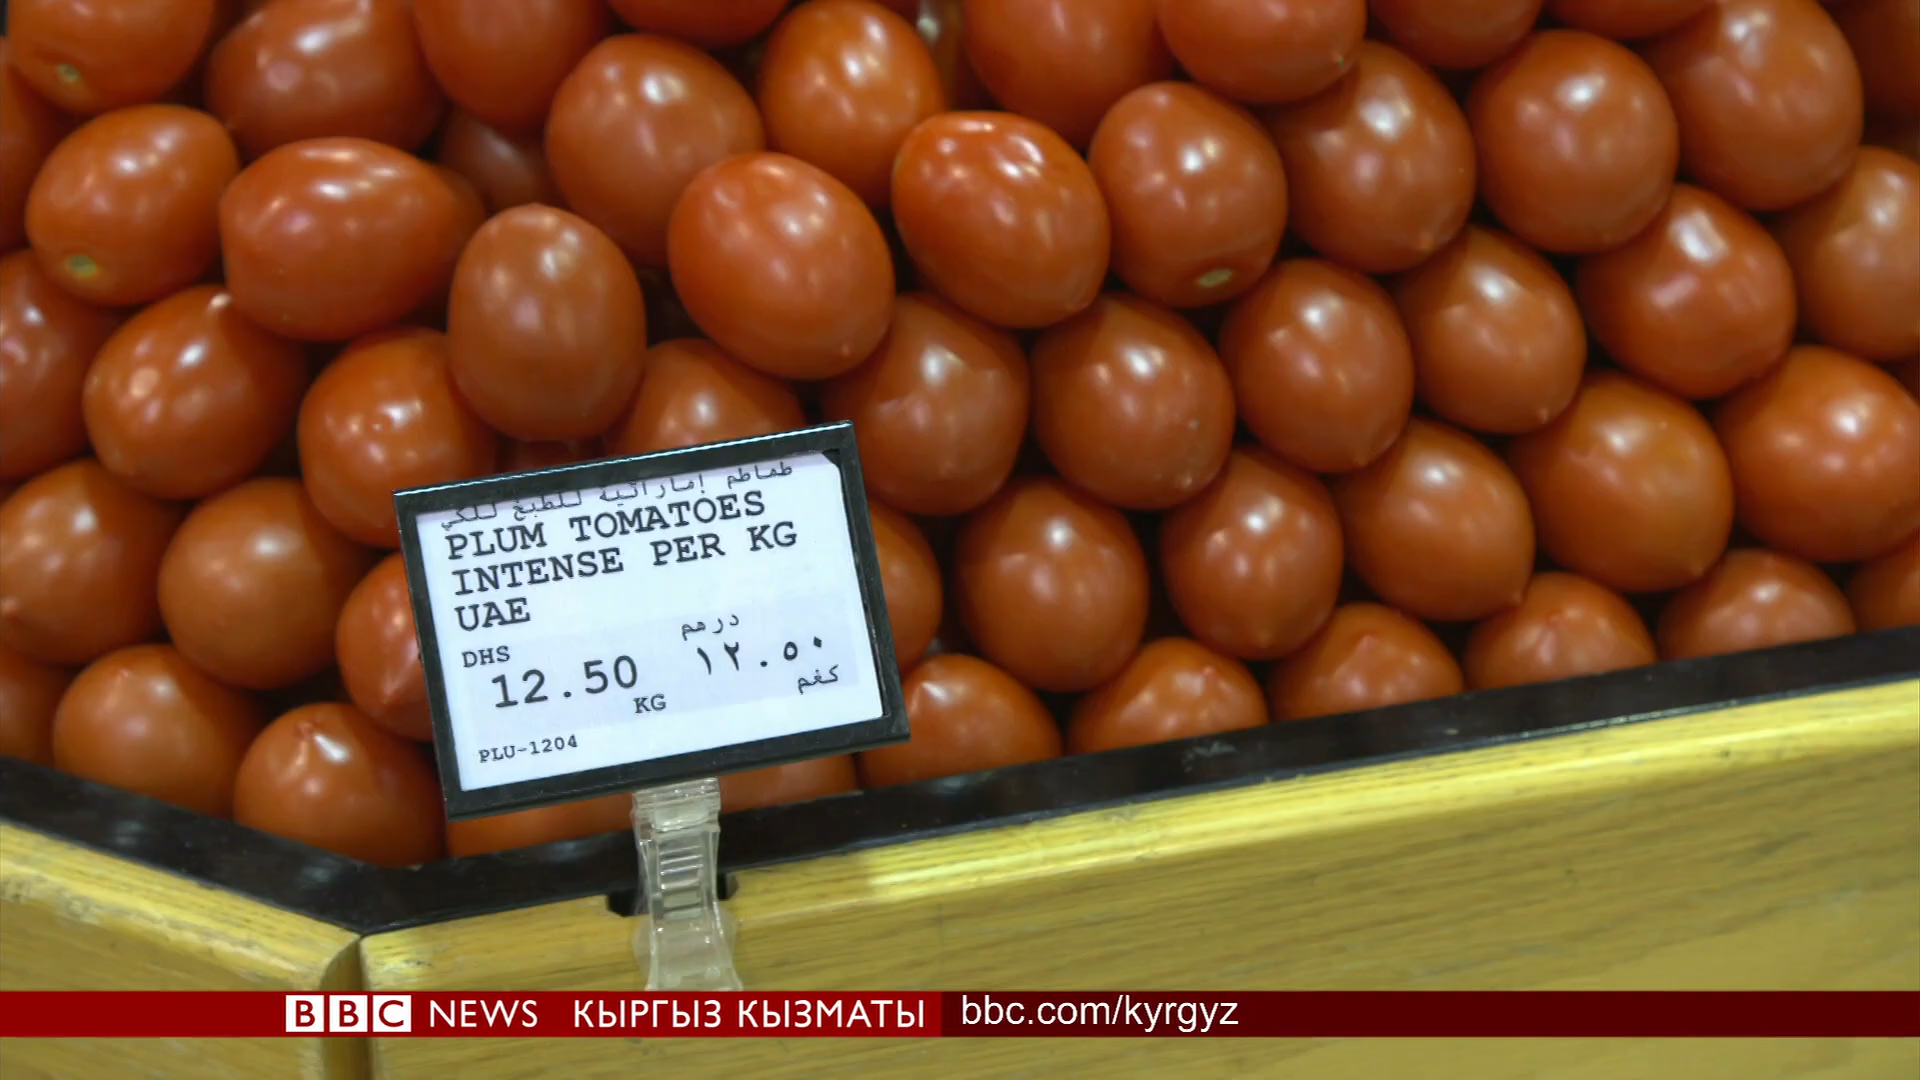 طماطم إماراتية للطبخ للكي
PLUM TOMATOES
INTENSE PER KG
UAE
DHS
12.50
KG
درهم
١٢.٥٠
كغم
PLU-1204
BBC NEWS КЫРГЫЗ КЫЗМАТЫ bbc.com/kyrgyz